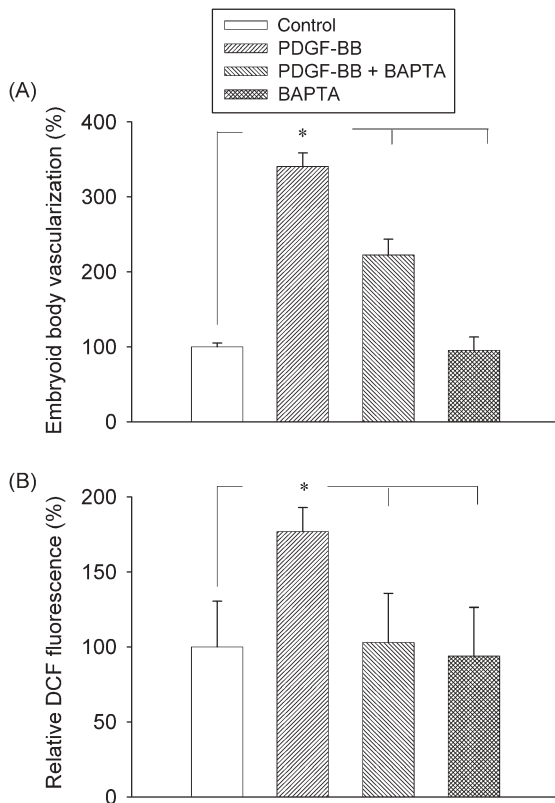 Control
PDGF-BB
PDGF-BB + BAPTA
BAPTA
(A)
Embryoid body vascularization (%)
400
300
200
100
0
*
(B)
Relative DCF fluorescence (%)
200
150
100
50
0
*